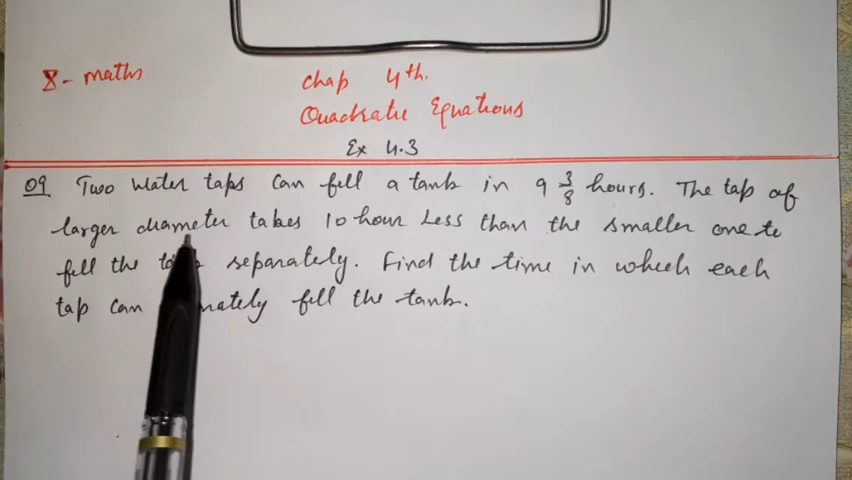 X - maths
Chap 4th.
Quadratic Equations
Ex 4.3
Q9 Two water taps can fill a tank in 9 3/8 hours. The tap of
larger diameter takes 10 hour less than the smaller one to
fill the separately. Find the time in which each
tap can fill the tank.